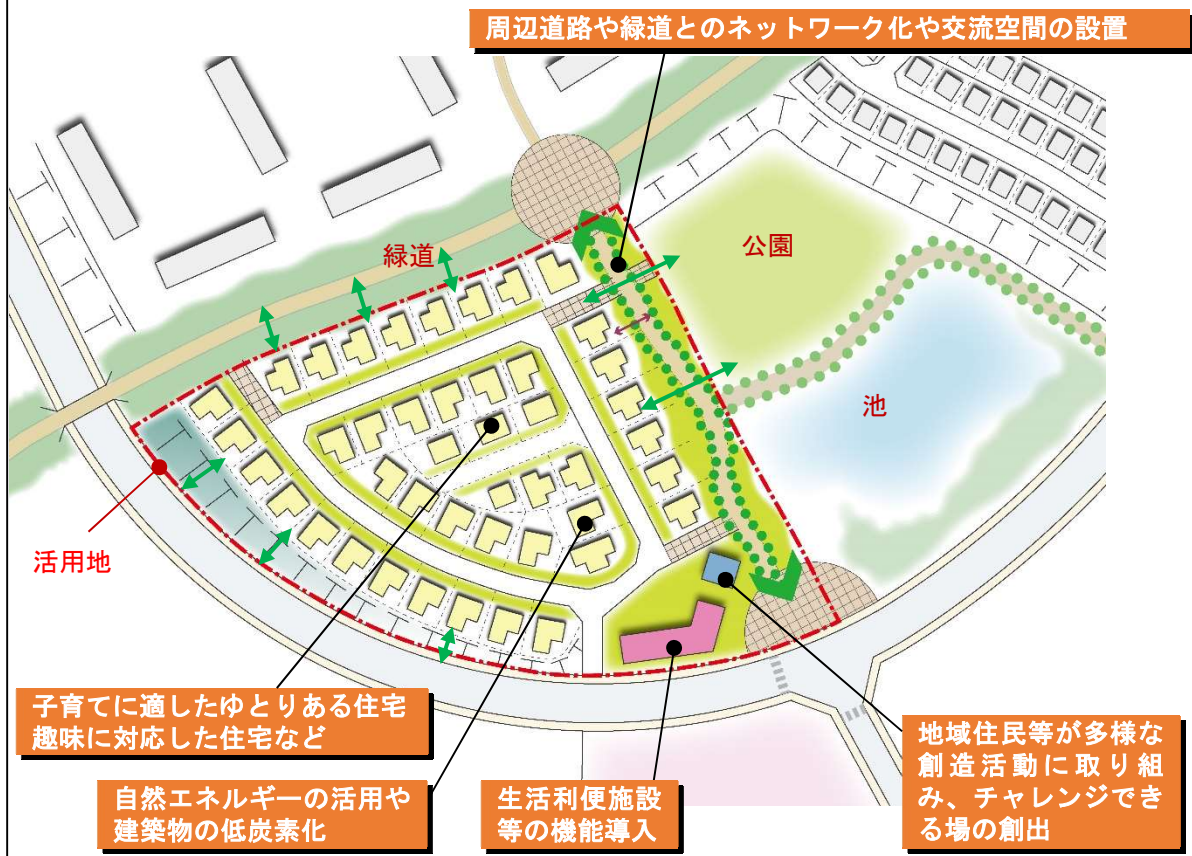 周辺道路や緑道とのネットワーク化や交流空間の設置
緑道
公園
池
活用地
子育てに適したゆとりある住宅
趣味に対応した住宅など
自然エネルギーの活用や
建築物の低炭素化
生活利便施設
等の機能導入
地域住民等が多様な
創造活動に取り組
み、チャレンジでき
る場の創出